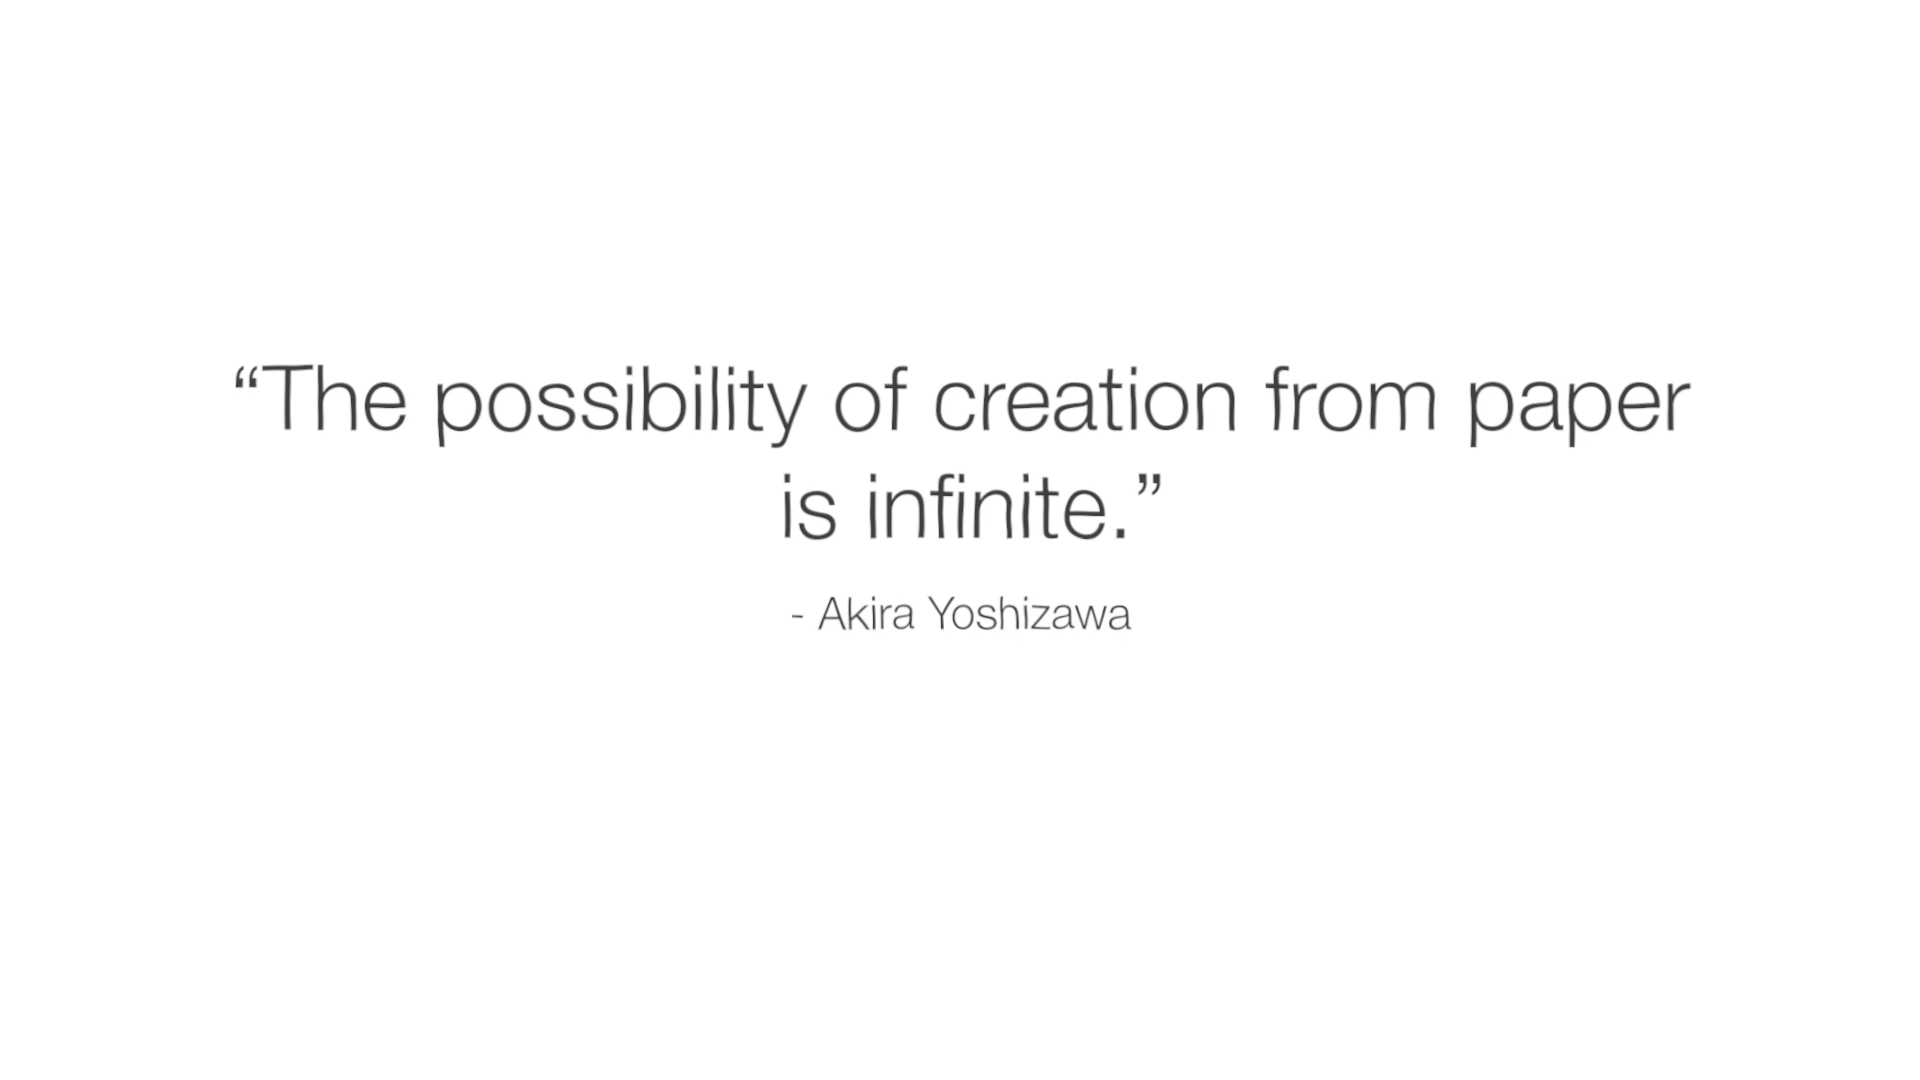 “The possibility of creation from paper
is infinite.”
- Akira Yoshizawa